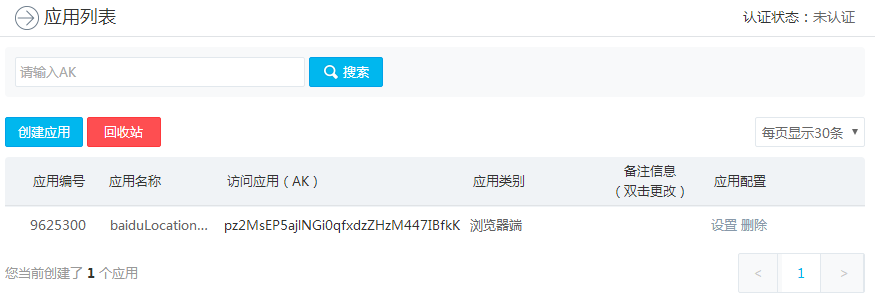 应用列表 认证状态：未认证
请输入AK 搜索
创建应用 回收站 每页显示30条
应用编号 应用名称 访问应用（AK） 应用类别 备注信息 应用配置
（双击更改）
9625300 baiduLocation... pz2MsEP5ajlNGi0qfxdzZHzM447IBfkK 浏览器端 设置 删除
您当前创建了 1 个应用 < 1 >